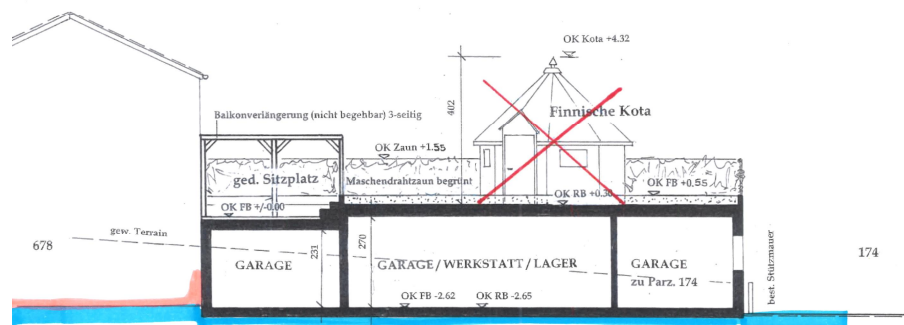 OK Kota +4.32
402
Finnische Kota
Balkonverlängerung (nicht begehbar) 3-seitig
OK Zaun +1.55
ged. Sitzplatz
Maschendrahtzaun begrünt
OK FB +0.55
OK RB +0.30
OK FB +/-0.00
gew. Terrain
678
231
270
GARAGE
GARAGE/WERKSTATT/LAGER
GARAGE
zu Parz. 174
best. Stützmauer
174
OK FB -2.62
OK RB -2.65